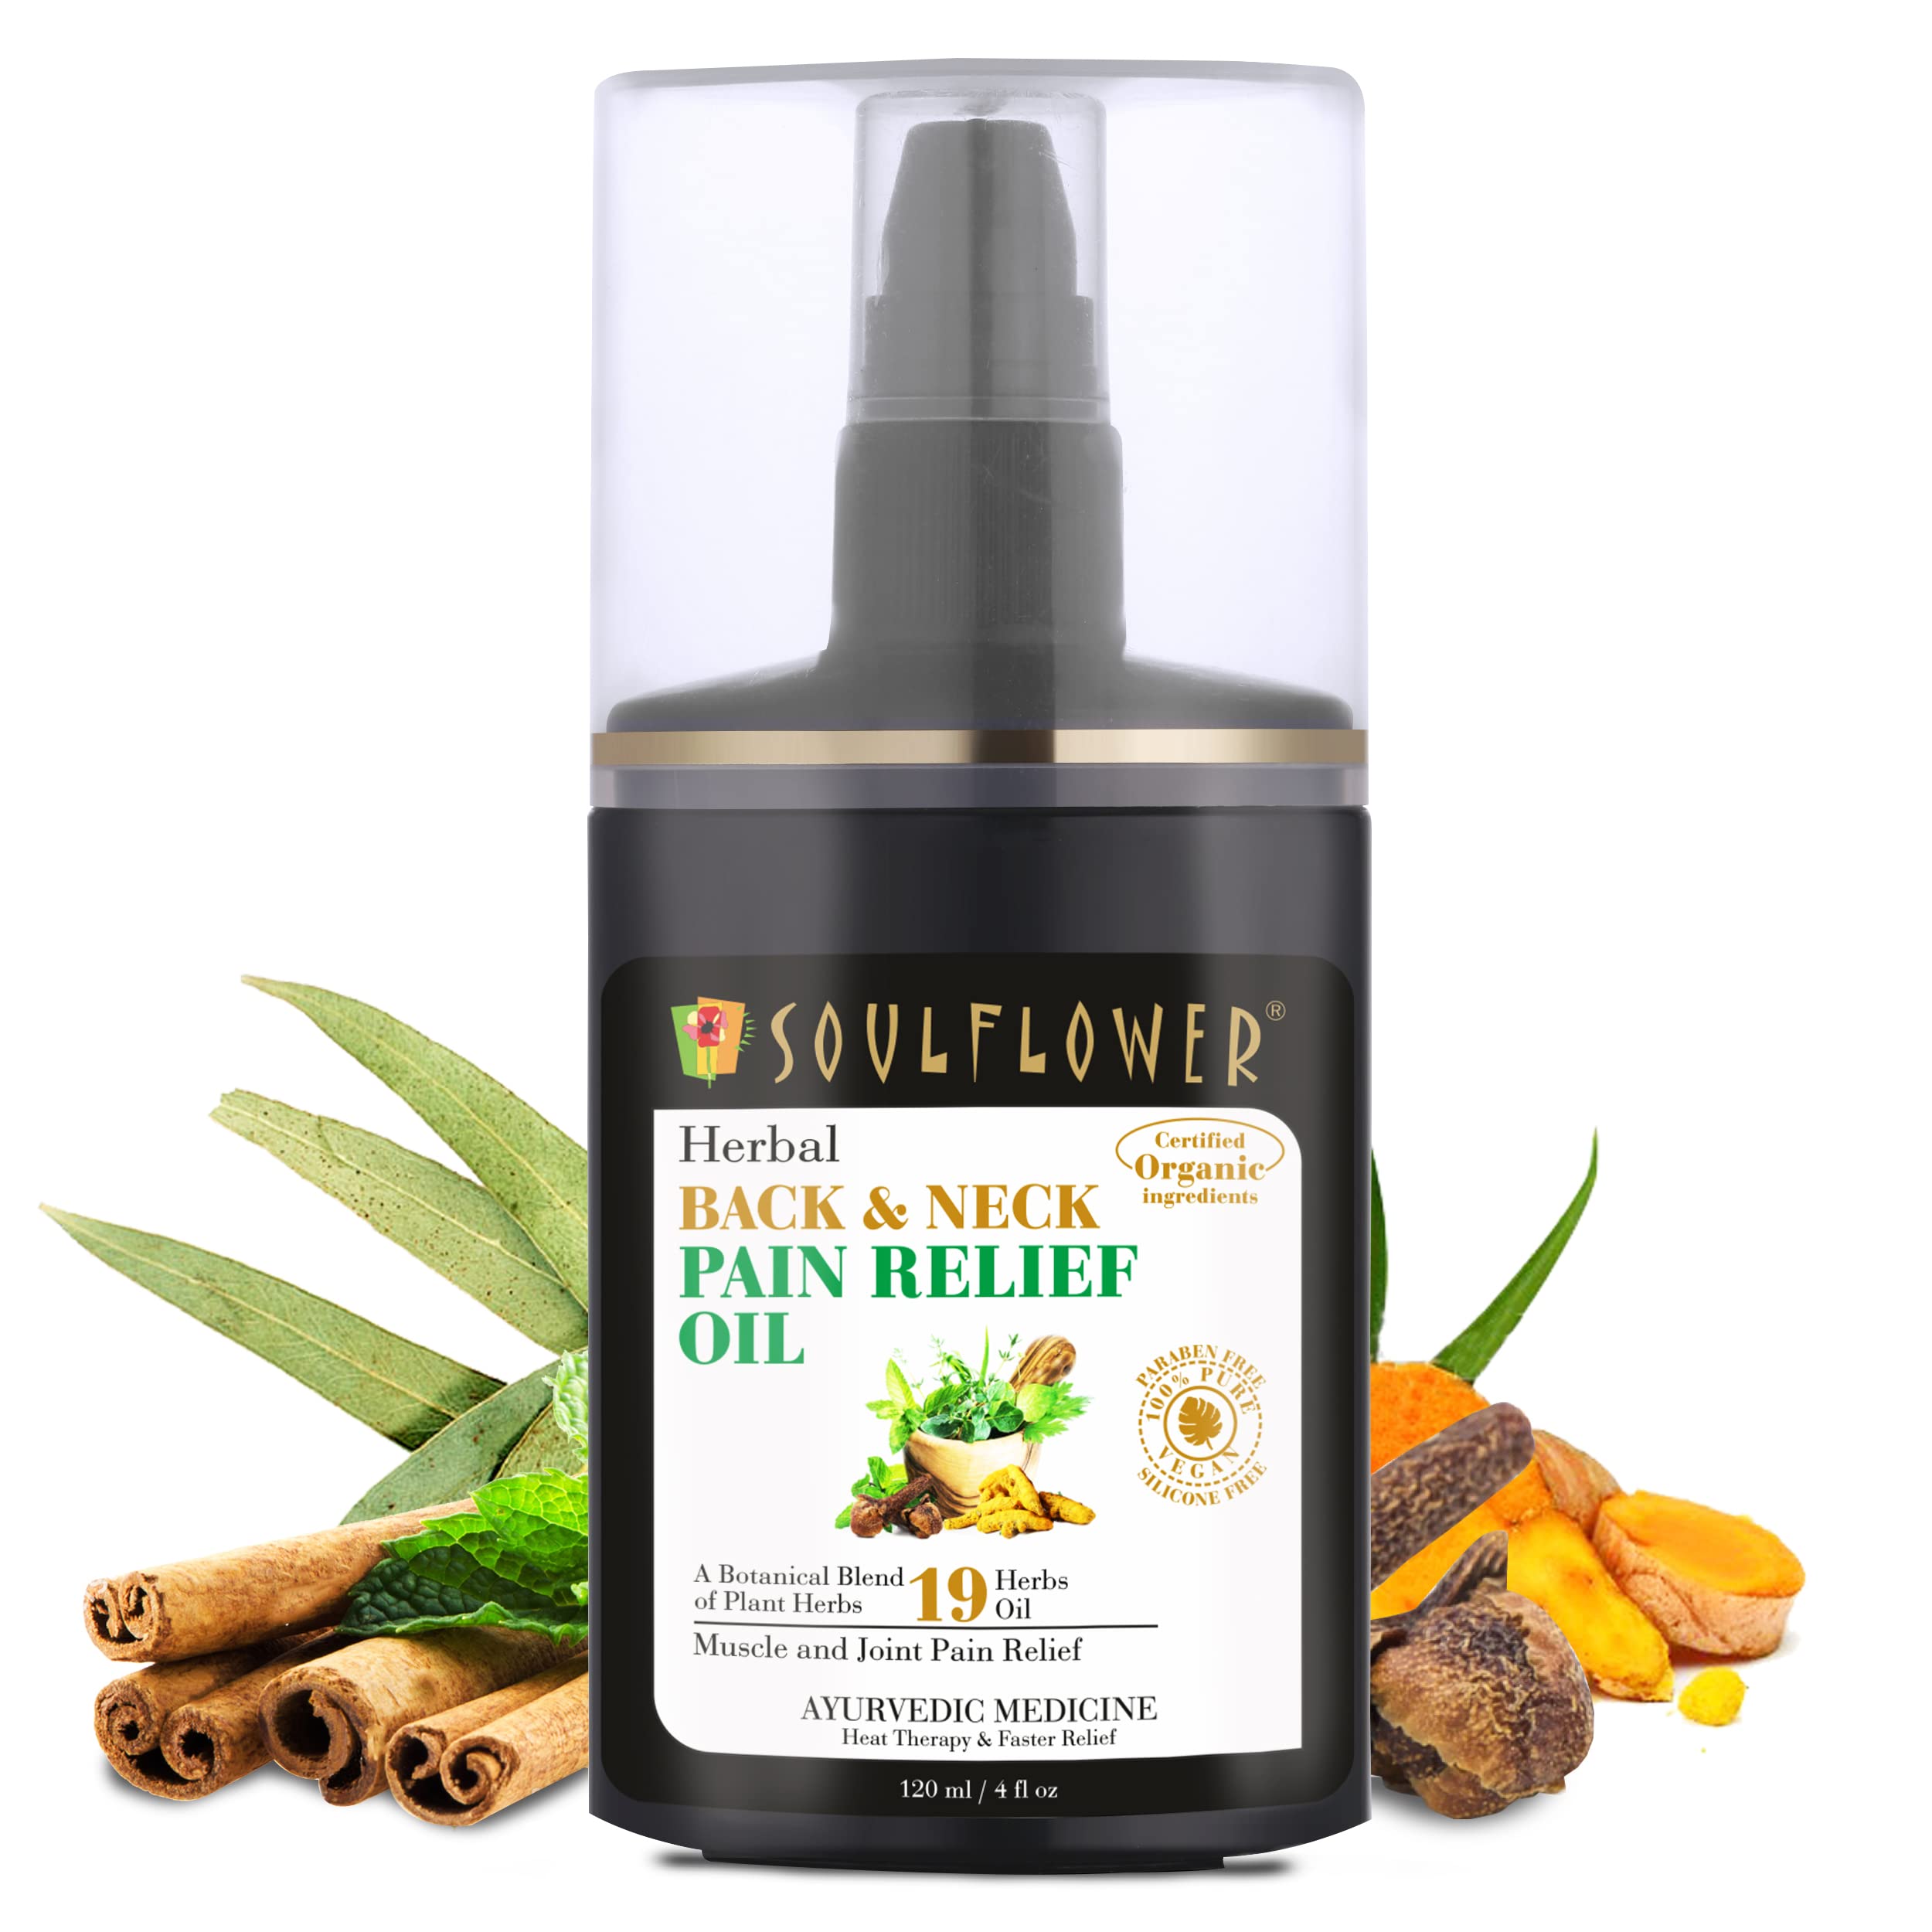 SOULFLOWER®
Herbal
Certified
Organic
ingredients
BACK & NECK
PAIN RELIEF
OIL
PARABEN FREE
100% PURE
VEGAN
SILICONE FREE
A Botanical Blend
of Plant Herbs
19
Herbs
Oil
Muscle and Joint Pain Relief
AYURVEDIC MEDICINE
Heat Therapy & Faster Relief
120 ml / 4 fl oz